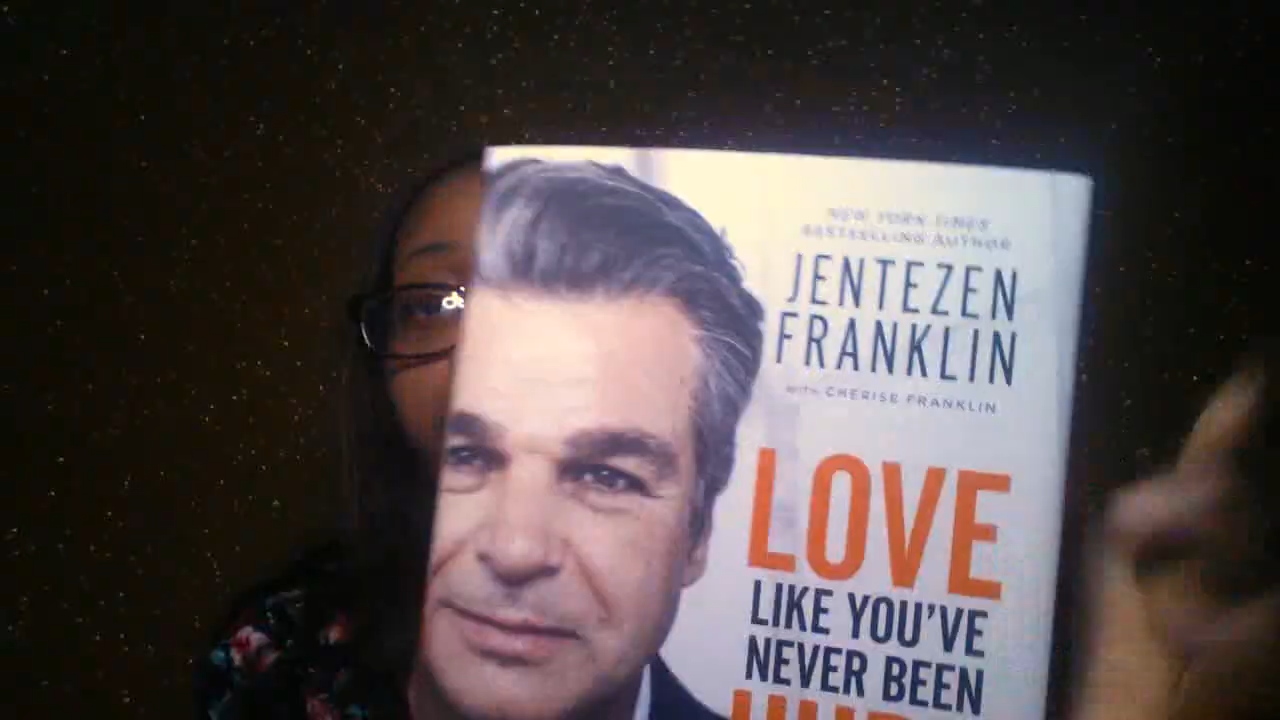 NEW YORK TIMES
BESTSELLING AUTHOR
JENTEZEN
FRANKLIN
WITH CHERISE FRANKLIN
LOVE
LIKE YOU'VE
NEVER BEEN